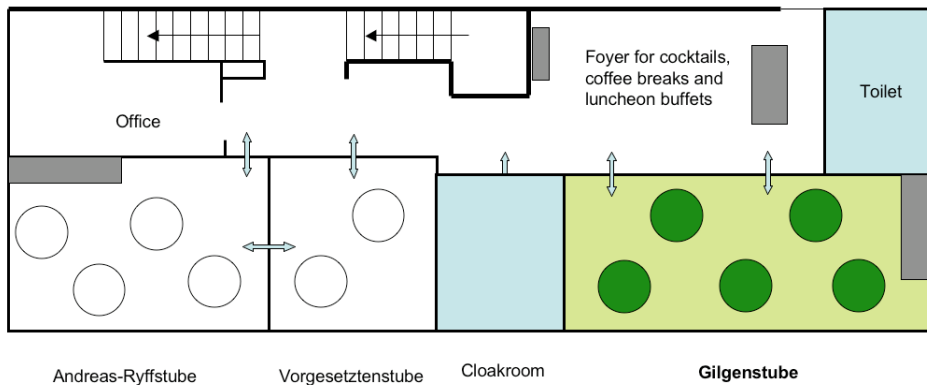 Foyer for cocktails,
coffee breaks and
luncheon buffets
Toilet
Office
Andreas-Ryffstube
Vorgesetztenstube
Cloakroom
Gilgenstube